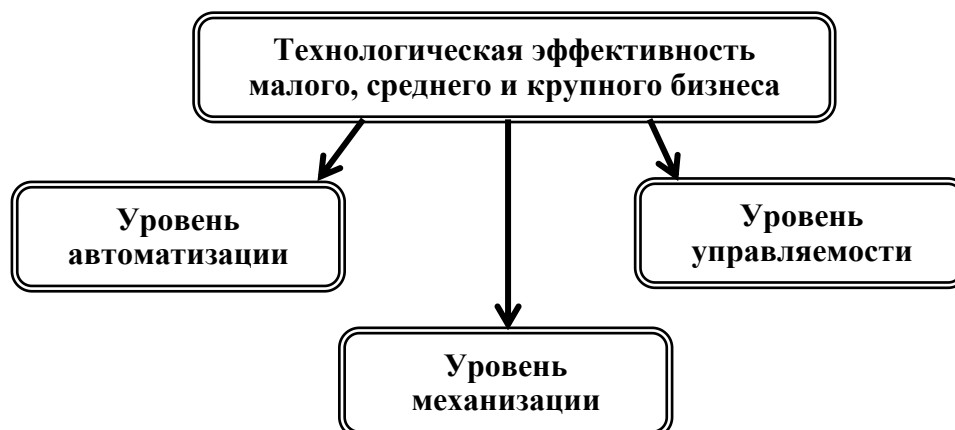 Технологическая эффективность
малого, среднего и крупного бизнеса
Уровень
автоматизации
Уровень
управляемости
Уровень
механизации